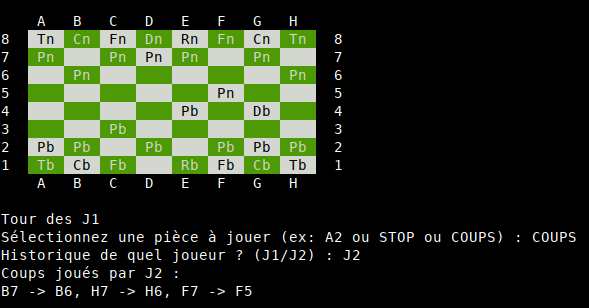 A B C D E F G H
8 Tn Cn Fn Dn Rn Fn Cn Tn 8
7 Pn Pn Pn Pn Pn 7
6 Pn Pn 6
5 Pn 5
4 Pb Db 4
3 Pb 3
2 Pb Pb Pb Pb Pb Pb 2
1 Tb Cb Fb Rb Fb Cb Tb 1
A B C D E F G H
Tour des J1
Sélectionnez une pièce à jouer (ex: A2 ou STOP ou COUPS) : COUPS
Historique de quel joueur ? (J1/J2) : J2
Coups joués par J2 :
B7 -> B6, H7 -> H6, F7 -> F5